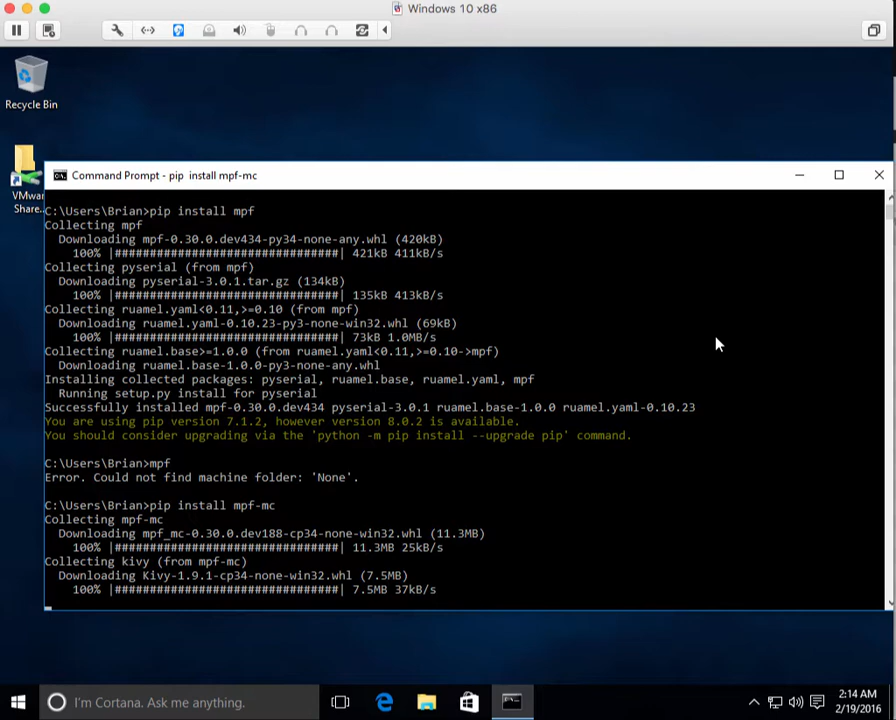 Windows 10 x86
Recycle Bin
VMwar
Share..
Command Prompt - pip  install mpf-mc
C:\Users\Brian>pip install mpf
Collecting mpf
  Downloading mpf-0.30.0.dev434-py34-none-any.whl (420kB)
    100% |################################| 421kB 411kB/s
Collecting pyserial (from mpf)
  Downloading pyserial-3.0.1.tar.gz (134kB)
    100% |################################| 135kB 413kB/s
Collecting ruamel.yaml<0.11,>=0.10 (from mpf)
  Downloading ruamel.yaml-0.10.23-py3-none-win32.whl (69kB)
    100% |################################| 73kB 1.0MB/s
Collecting ruamel.base>=1.0.0 (from ruamel.yaml<0.11,>=0.10->mpf)
  Downloading ruamel.base-1.0.0-py3-none-any.whl
Installing collected packages: pyserial, ruamel.base, ruamel.yaml, mpf
  Running setup.py install for pyserial
Successfully installed mpf-0.30.0.dev434 pyserial-3.0.1 ruamel.base-1.0.0 ruamel.yaml-0.10.23
You are using pip version 7.1.2, however version 8.0.2 is available.
You should consider upgrading via the 'python -m pip install --upgrade pip' command.
C:\Users\Brian>mpf
Error. Could not find machine folder: 'None'.
C:\Users\Brian>pip install mpf-mc
Collecting mpf-mc
  Downloading mpf_mc-0.30.0.dev188-cp34-none-win32.whl (11.3MB)
    100% |################################| 11.3MB 25kB/s
Collecting kivy (from mpf-mc)
  Downloading Kivy-1.9.1-cp34-none-win32.whl (7.5MB)
    100% |################################| 7.5MB 37kB/s
I'm Cortana. Ask me anything.
2:14 AM
2/19/2016